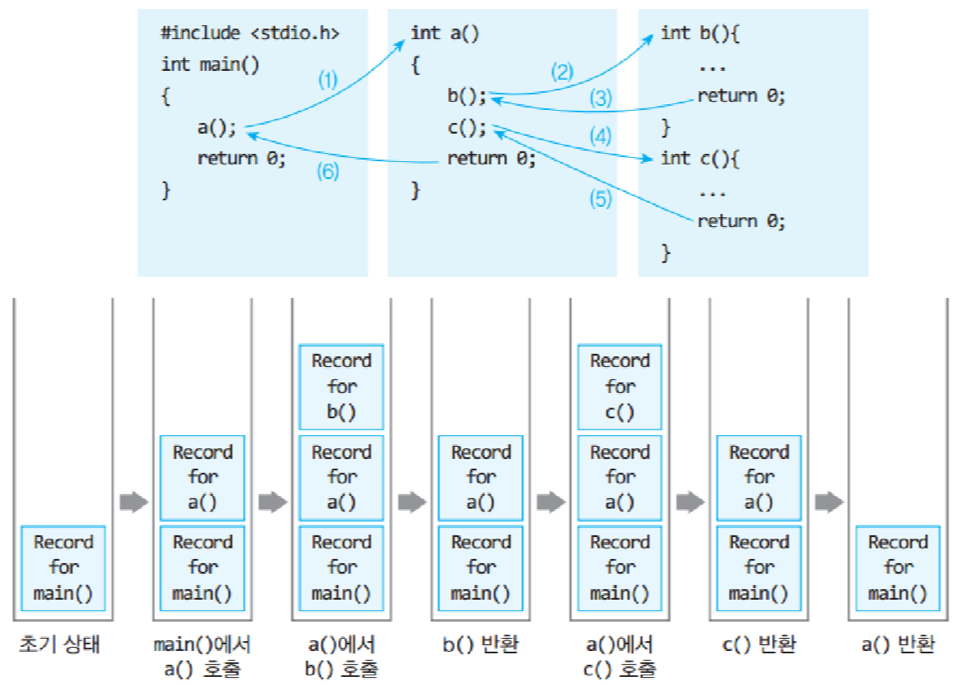 #include <stdio.h>
int main()
{
a();
return 0;
}
(1)
(6)
int a()
{
b();
c();
return 0;
}
(2)
(3)
(4)
(5)
int b(){
...
return 0;
}
int c(){
...
return 0;
}
Record
for
main()
초기 상태
Record
for
a()
Record
for
main()
main()에서
a() 호출
Record
for
b()
Record
for
a()
Record
for
main()
a()에서
b() 호출
Record
for
a()
Record
for
main()
b() 반환
Record
for
c()
Record
for
a()
Record
for
main()
a()에서
c() 호출
Record
for
a()
Record
for
main()
c() 반환
Record
for
main()
a() 반환